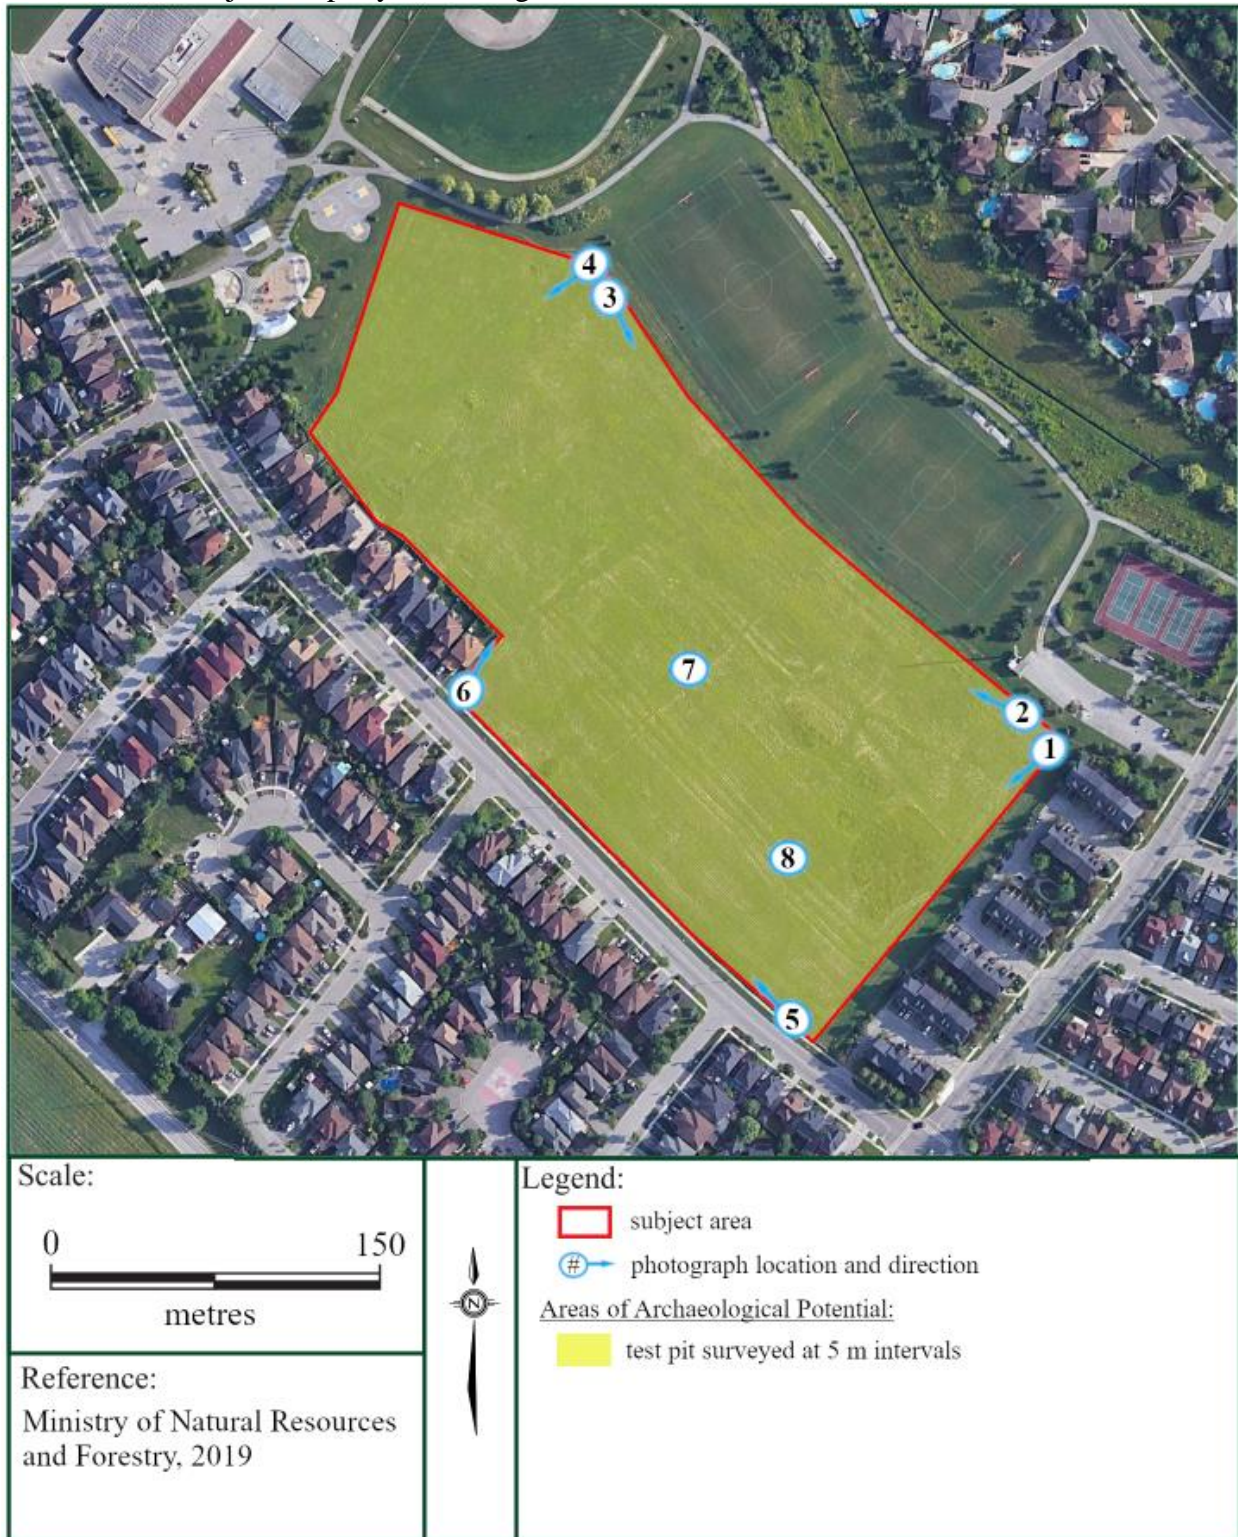 4
3
7
6
2
1
8
5
Scale:
0 150
metres
Reference:
Ministry of Natural Resources
and Forestry, 2019
N
Legend:
subject area
# photograph location and direction
Areas of Archaeological Potential:
test pit surveyed at 5 m intervals